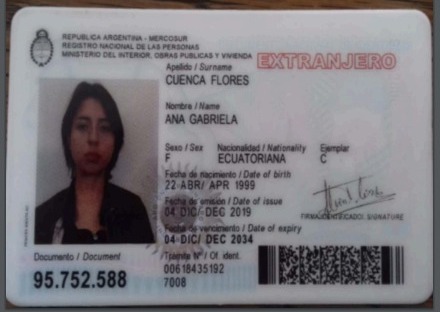 REPUBLICA ARGENTINA - MERCOSUR
REGISTRO NACIONAL DE LAS PERSONAS
MINISTERIO DEL INTERIOR, OBRAS PUBLICAS Y VIVIENDA
EXTRANJERO
Apellido / Surname
CUENCA FLORES
Nombre / Name
ANA GABRIELA
Sexo / Sex Nacionalidad / Nationality Ejemplar
F ECUATORIANA C
Fecha de nacimiento / Date of birth
22 ABR/ APR 1999
Fecha de emisión / Date of issue
04 DIC/ DEC 2019
FIRMA IDENTIFICADO/ SIGNATURE
Fecha de vencimiento / Date of expiry
04 DIC/ DEC 2034
Documento / Document Trámite Nº / Of. ident.
95.752.588 00618435192
7008